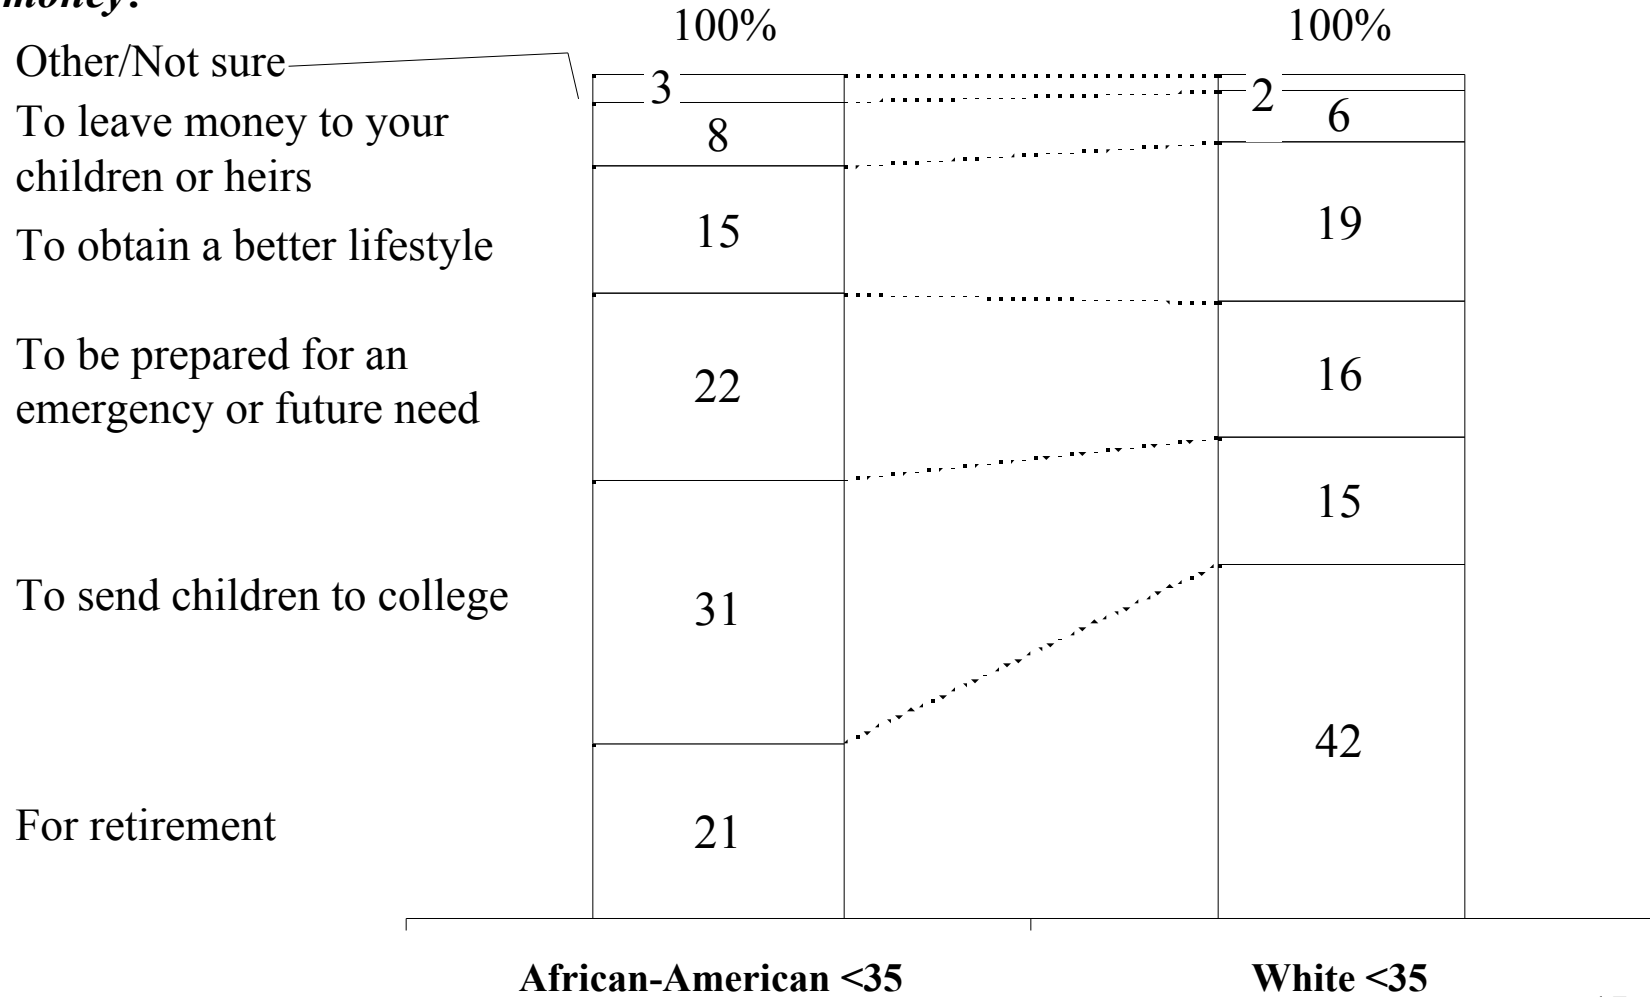 money?
100% 100%
Other/Not sure
3 2
To leave money to your
children or heirs
8 6
To obtain a better lifestyle
15 19
To be prepared for an
emergency or future need
22 16
To send children to college
31 15
For retirement
21 42
African-American <35 White <35